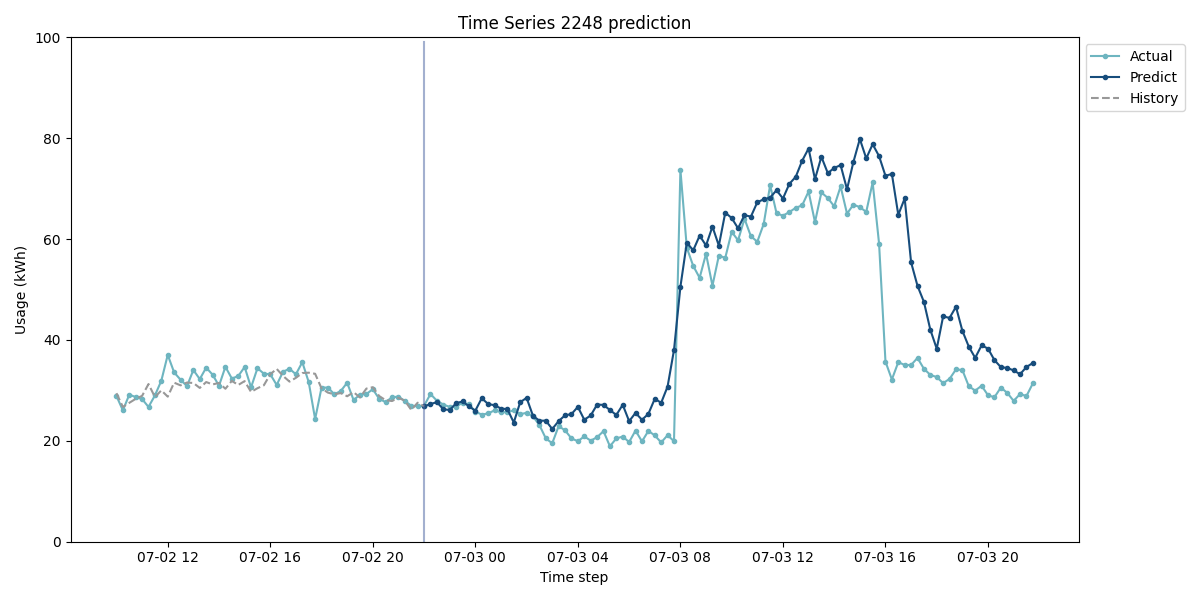 Time Series 2248 prediction
100
80
60
40
20
0
Usage (kWh)
07-02 12
07-02 16
07-02 20
07-03 00
07-03 04
07-03 08
07-03 12
07-03 16
07-03 20
Time step
Actual
Predict
History